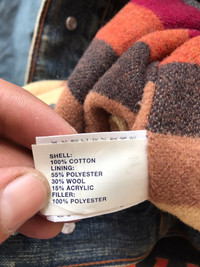 SHELL:
100% COTTON
LINING:
55% POLYESTER
30% WOOL
15% ACRYLIC
FILLER:
100% POLYESTER